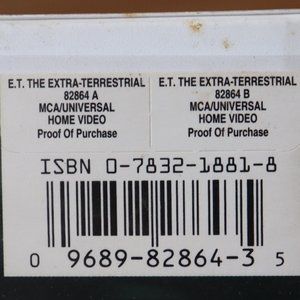 E.T. THE EXTRA-TERRESTRIAL
82864 A
MCA/UNIVERSAL
HOME VIDEO
Proof Of Purchase
E.T. THE EXTRA-TERRESTRIAL
82864 B
MCA/UNIVERSAL
HOME VIDEO
Proof Of Purchase
ISBN 0-7832-1881-8
0 9689-82864-3 5